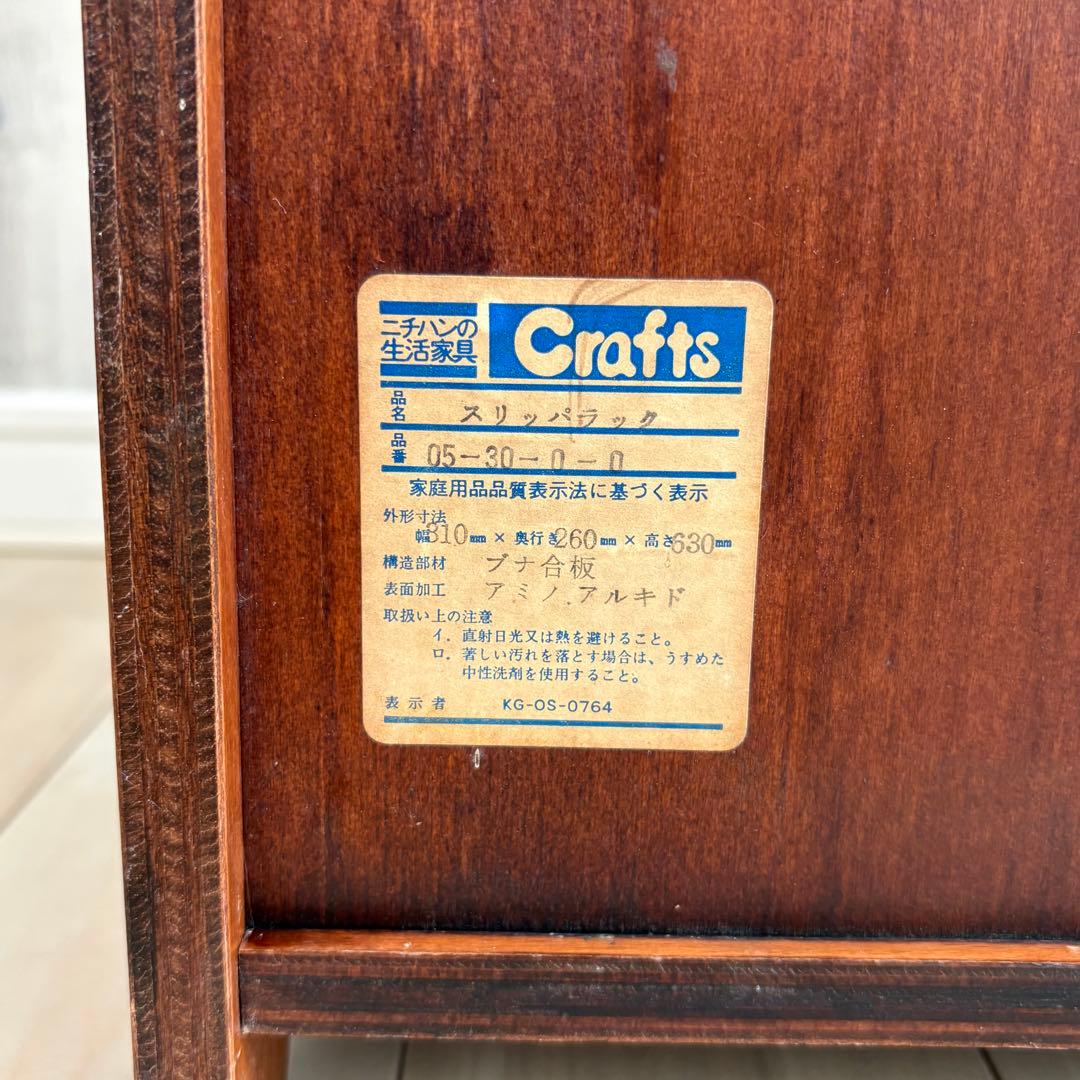 ニチハンの
生活家具
Crafts
品名 スリッパラック
品番 05-30-0-0
家庭用品品質表示法に基づく表示
外形寸法
幅310mm × 奥行き260mm × 高さ630mm
構造部材 ブナ合板
表面加工 アミノ.アルキド
取扱い上の注意
イ. 直射日光又は熱を避けること。
ロ. 著しい汚れを落とす場合は、うすめた
中性洗剤を使用すること。
表示者 KG-OS-0764